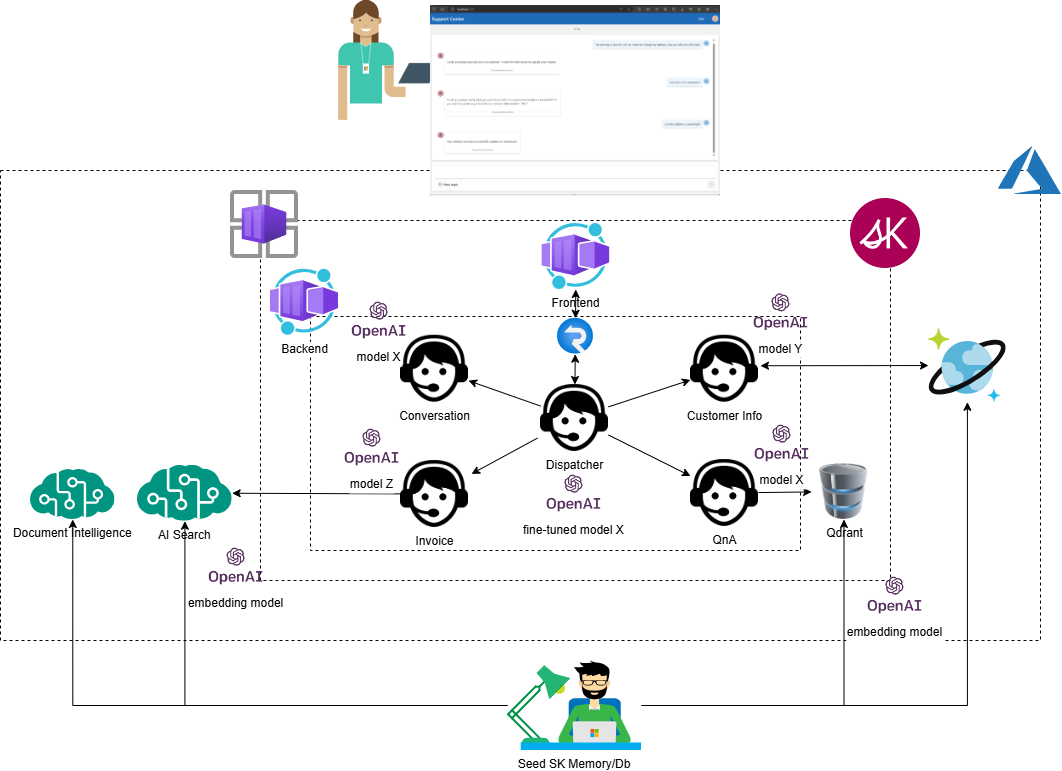 Support Center
New topic
SK
Frontend
Backend
OpenAI
model X
OpenAI
model Y
Conversation
Customer Info
Dispatcher
OpenAI
fine-tuned model X
OpenAI
model Z
OpenAI
model X
Invoice
QnA
Document Intelligence
AI Search
Qdrant
OpenAI
embedding model
OpenAI
embedding model
Seed SK Memory/Db